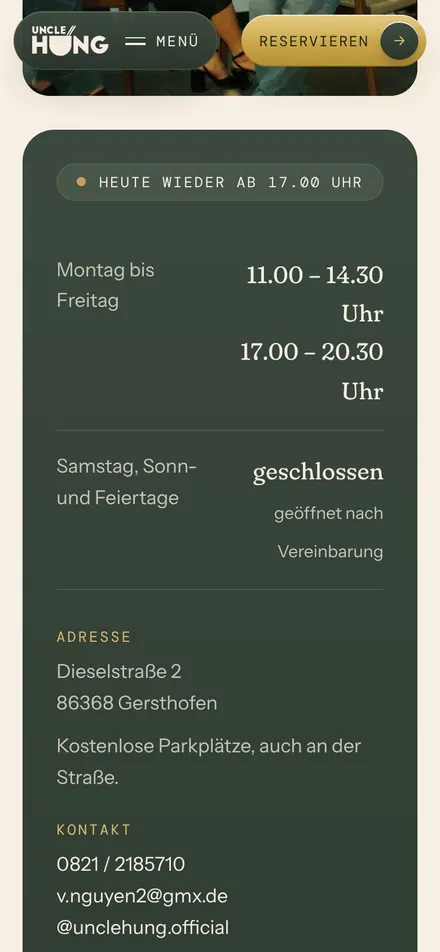 UNCLE
HUNG
MENÜ
RESERVIEREN
HEUTE WIEDER AB 17.00 UHR
Montag bis
Freitag
11.00 – 14.30
Uhr
17.00 – 20.30
Uhr
Samstag, Sonn-
und Feiertage
geschlossen
geöffnet nach
Vereinbarung
ADRESSE
Dieselstraße 2
86368 Gersthofen
Kostenlose Parkplätze, auch an der
Straße.
KONTAKT
0821 / 2185710
v.nguyen2@gmx.de
@unclehung.official